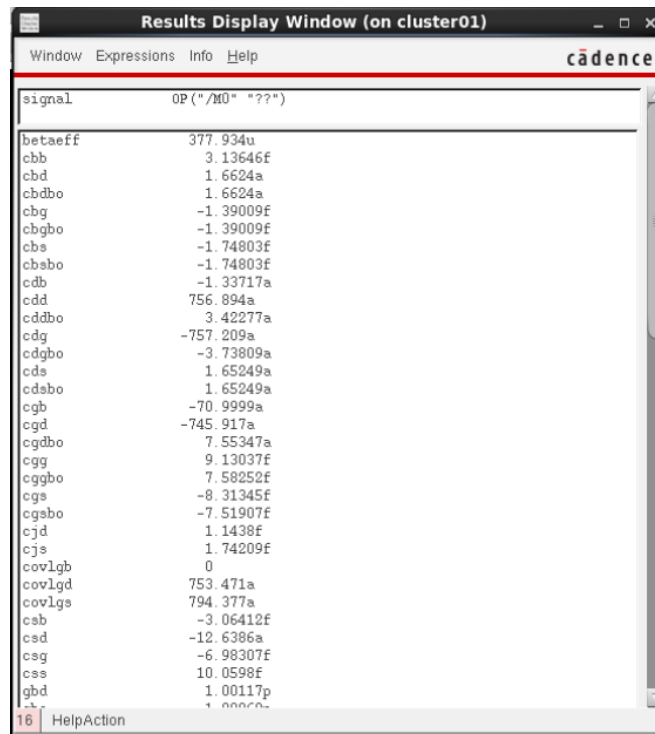 Results Display Window (on cluster01)
Window Expressions Info Help cādence
signal OP("/M0" "??")
betaeff 377.934u
cbb 3.13646f
cbd 1.6624a
cbdbo 1.6624a
cbg -1.39009f
cbgbo -1.39009f
cbs -1.74803f
cbsbo -1.74803f
cdb -1.33717a
cdd 756.894a
cddbo 3.42277a
cdg -757.209a
cdgbo -3.73809a
cds 1.65249a
cdsbo 1.65249a
cgb -70.9999a
cgd -745.917a
cgdbo 7.55347a
cgg 9.13037f
cggbo 7.58252f
cgs -8.31345f
cgsbo -7.51907f
cjd 1.1438f
cjs 1.74209f
covlgb 0
covlgd 753.471a
covlgs 794.377a
csb -3.06412f
csd -12.6386a
csg -6.98307f
css 10.0598f
gbd 1.00117p
16 HelpAction